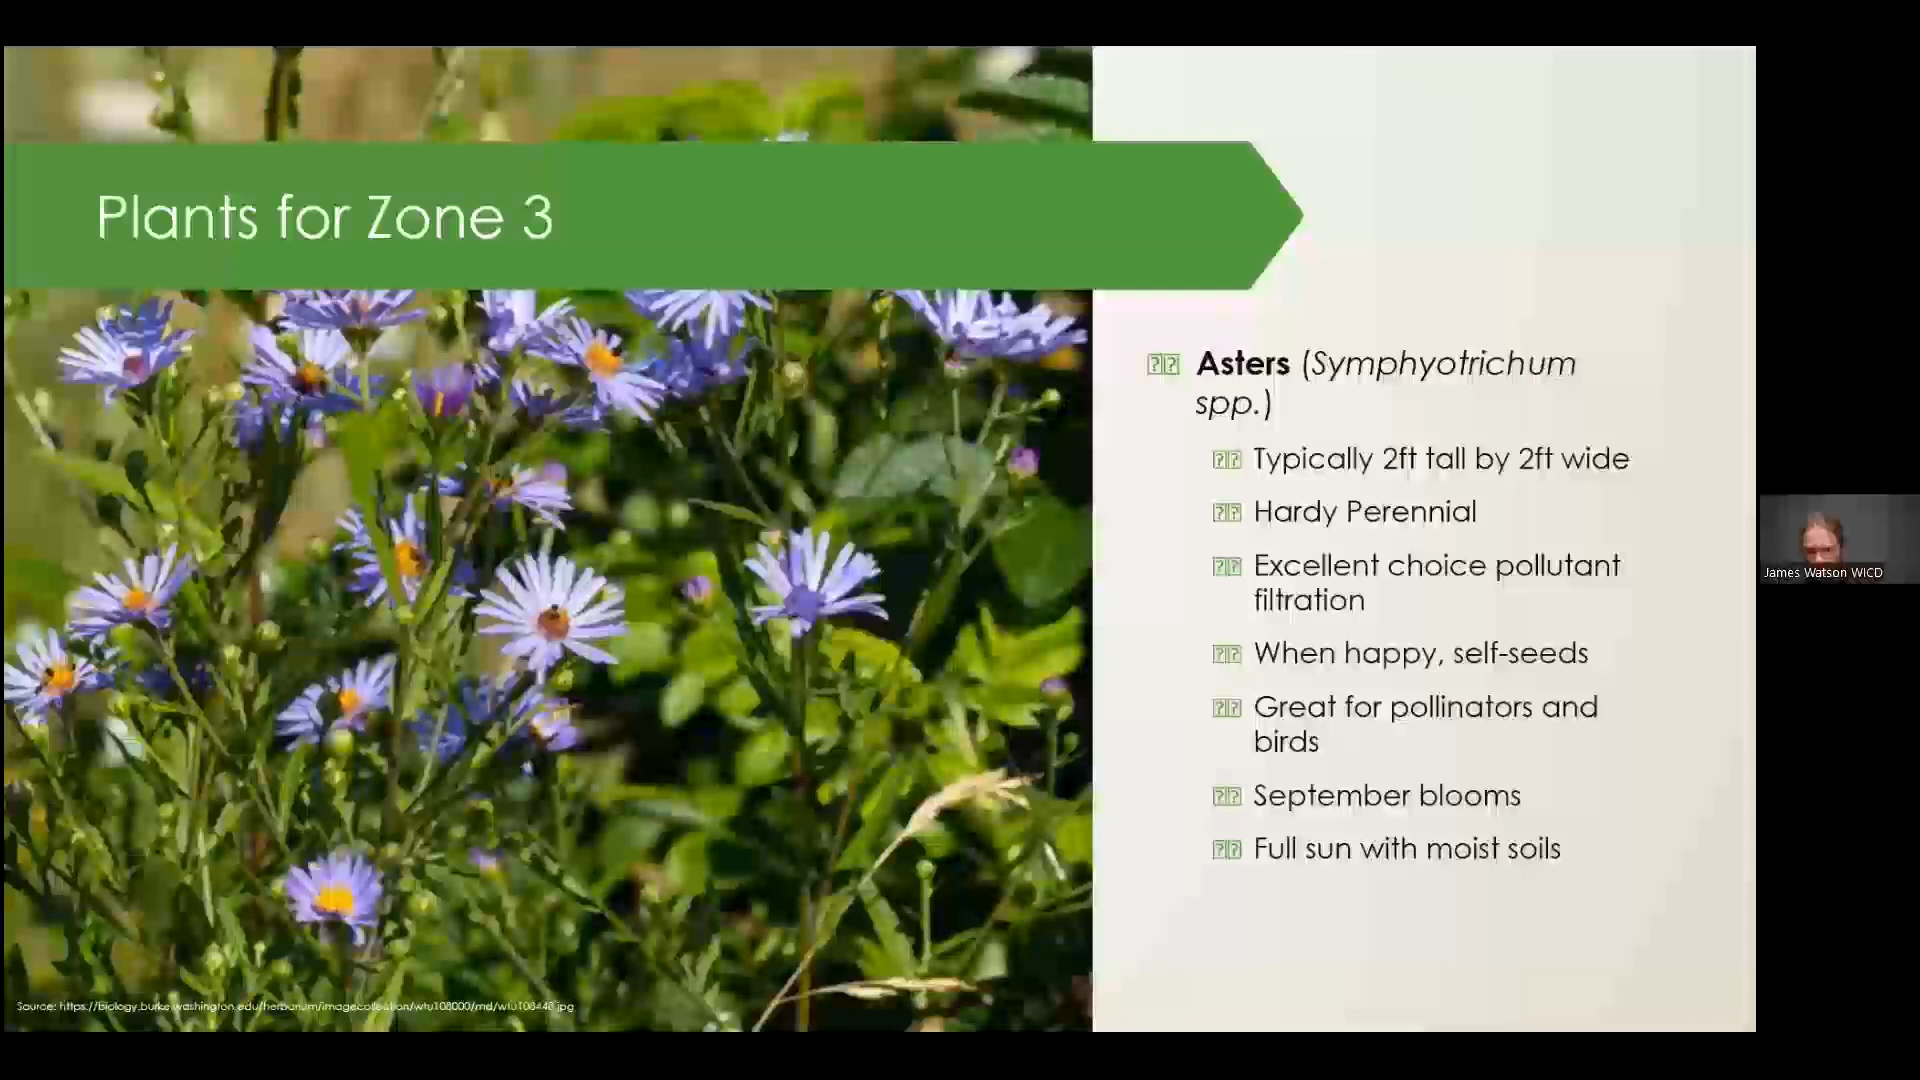 Plants for Zone 3
Asters (Symphyotrichum
spp.)
Typically 2ft tall by 2ft wide
Hardy Perennial
Excellent choice pollutant
filtration
When happy, self-seeds
Great for pollinators and
birds
September blooms
Full sun with moist soils
James Watson WICD
Source: